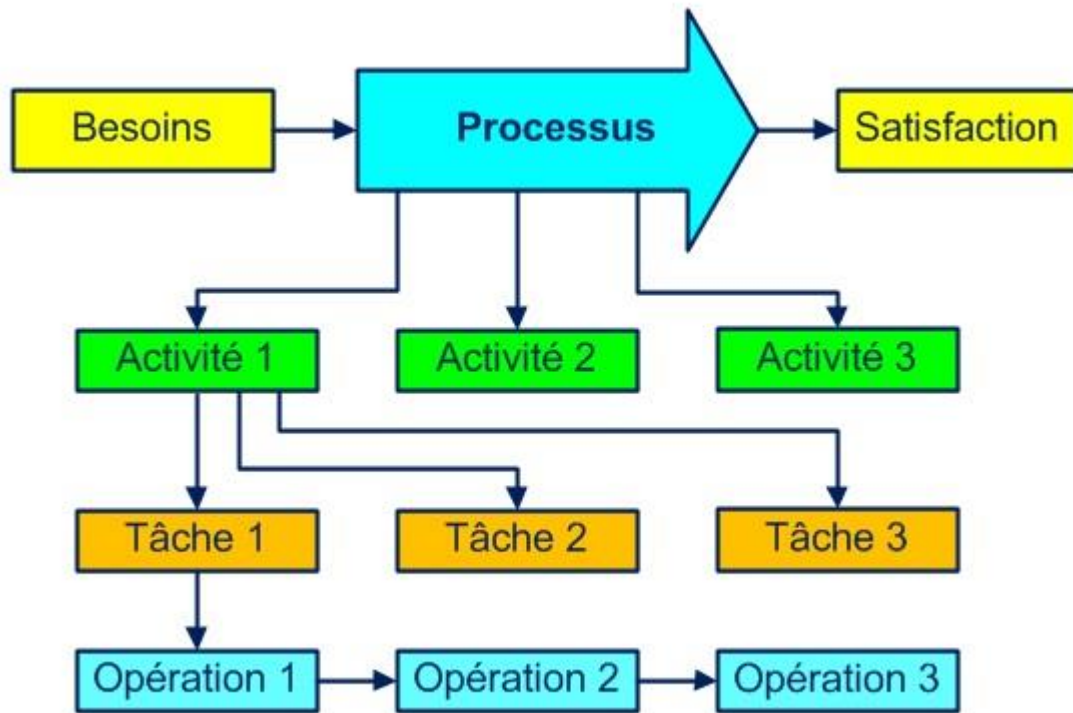 Besoins
Processus
Satisfaction
Activité 1
Activité 2
Activité 3
Tâche 1
Tâche 2
Tâche 3
Opération 1
Opération 2
Opération 3